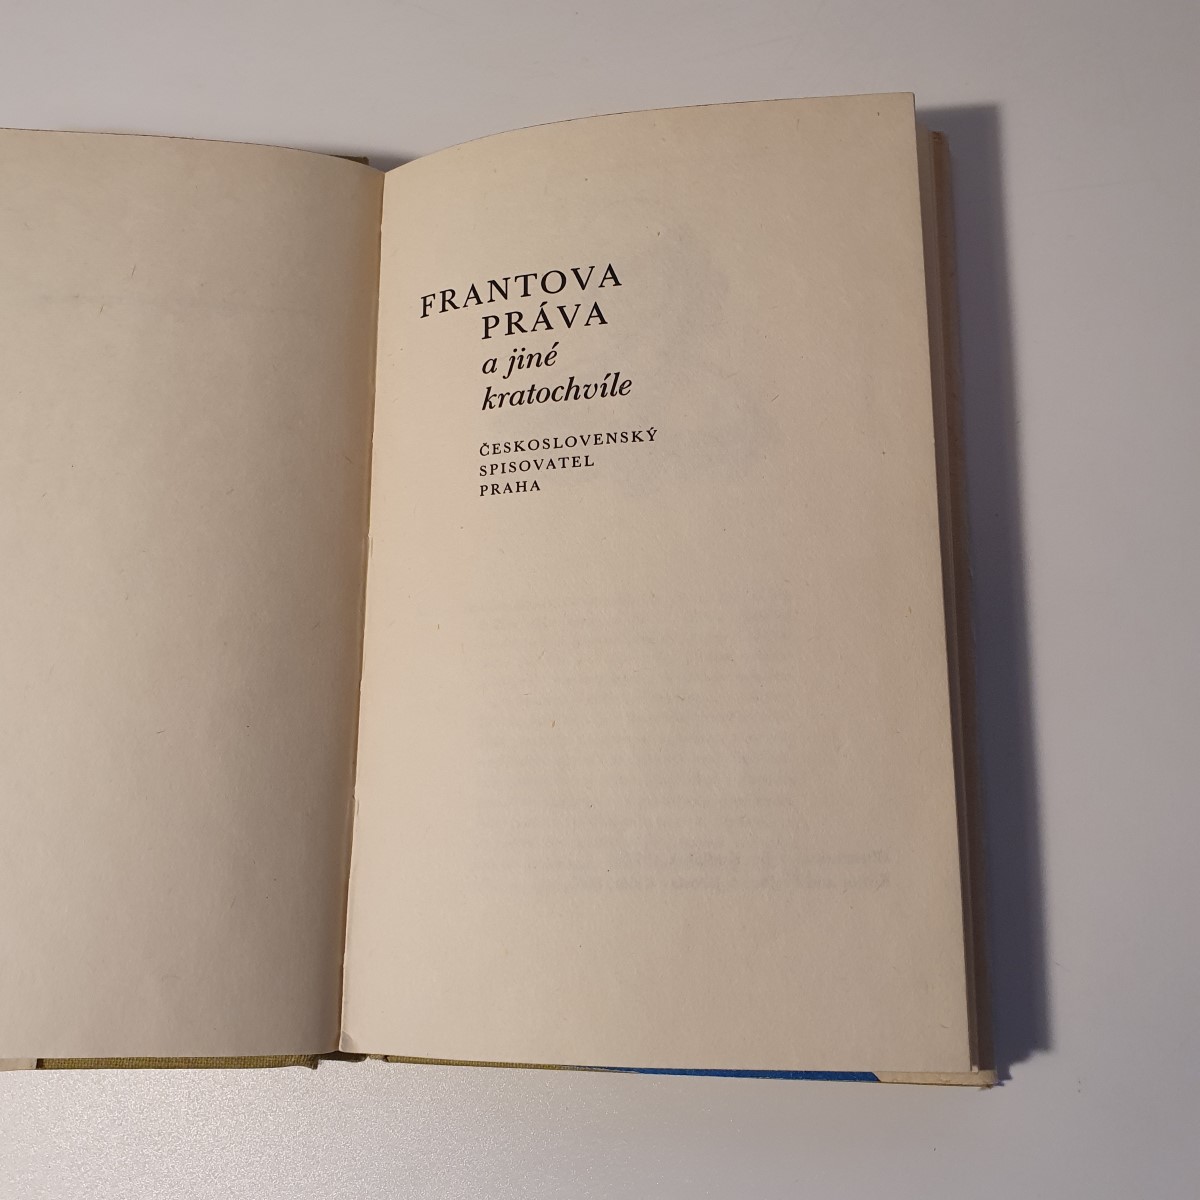 FRANTOVA
PRÁVA
a jiné
kratochvíle
ČESKOSLOVENSKÝ
SPISOVATEL
PRAHA